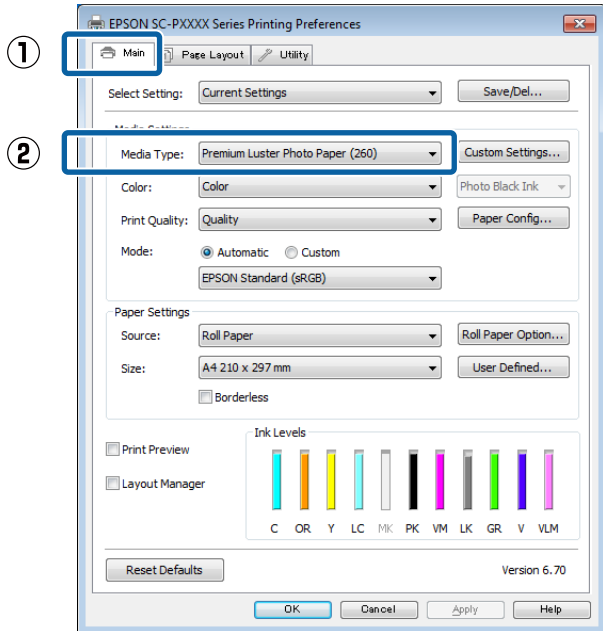 EPSON SC-PXXXX Series Printing Preferences
① Main Page Layout Utility
Select Setting: Current Settings Save/Del...
Media Settings
② Media Type: Premium Luster Photo Paper (260) Custom Settings...
Color: Color Photo Black Ink
Print Quality: Quality Paper Config...
Mode: Automatic Custom
EPSON Standard (sRGB)
Paper Settings
Source: Roll Paper Roll Paper Option...
Size: A4 210 x 297 mm User Defined...
Borderless
Ink Levels
Print Preview
Layout Manager
C OR Y LC MK PK VM LK GR V VLM
Reset Defaults Version 6.70
OK Cancel Apply Help